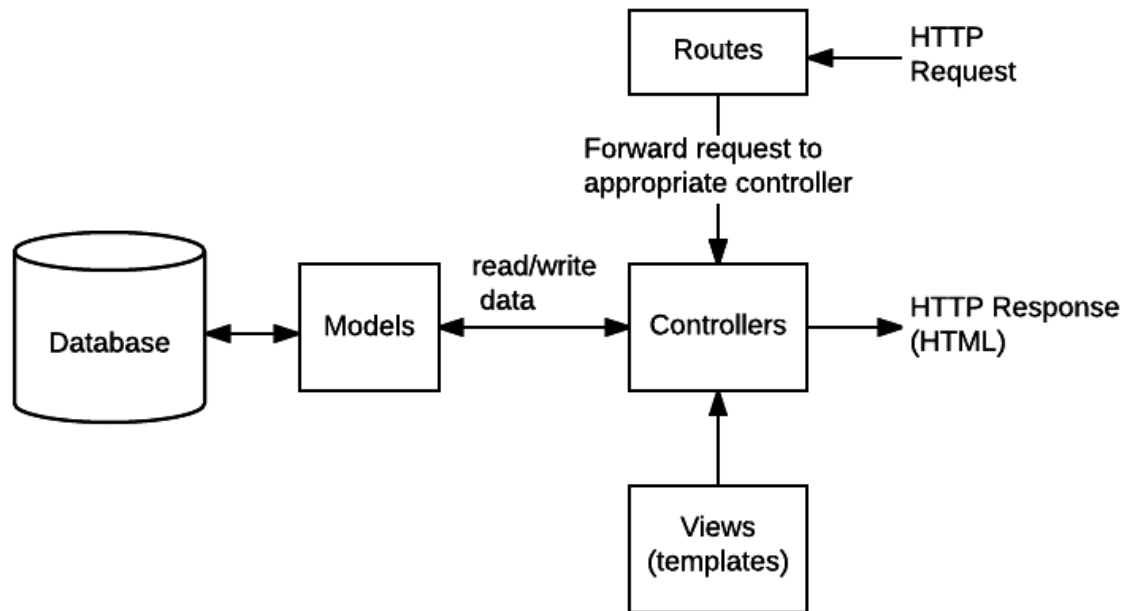 Routes
HTTP
Request
Forward request to
appropriate controller
read/write
data
Database
Models
Controllers
HTTP Response
(HTML)
Views
(templates)